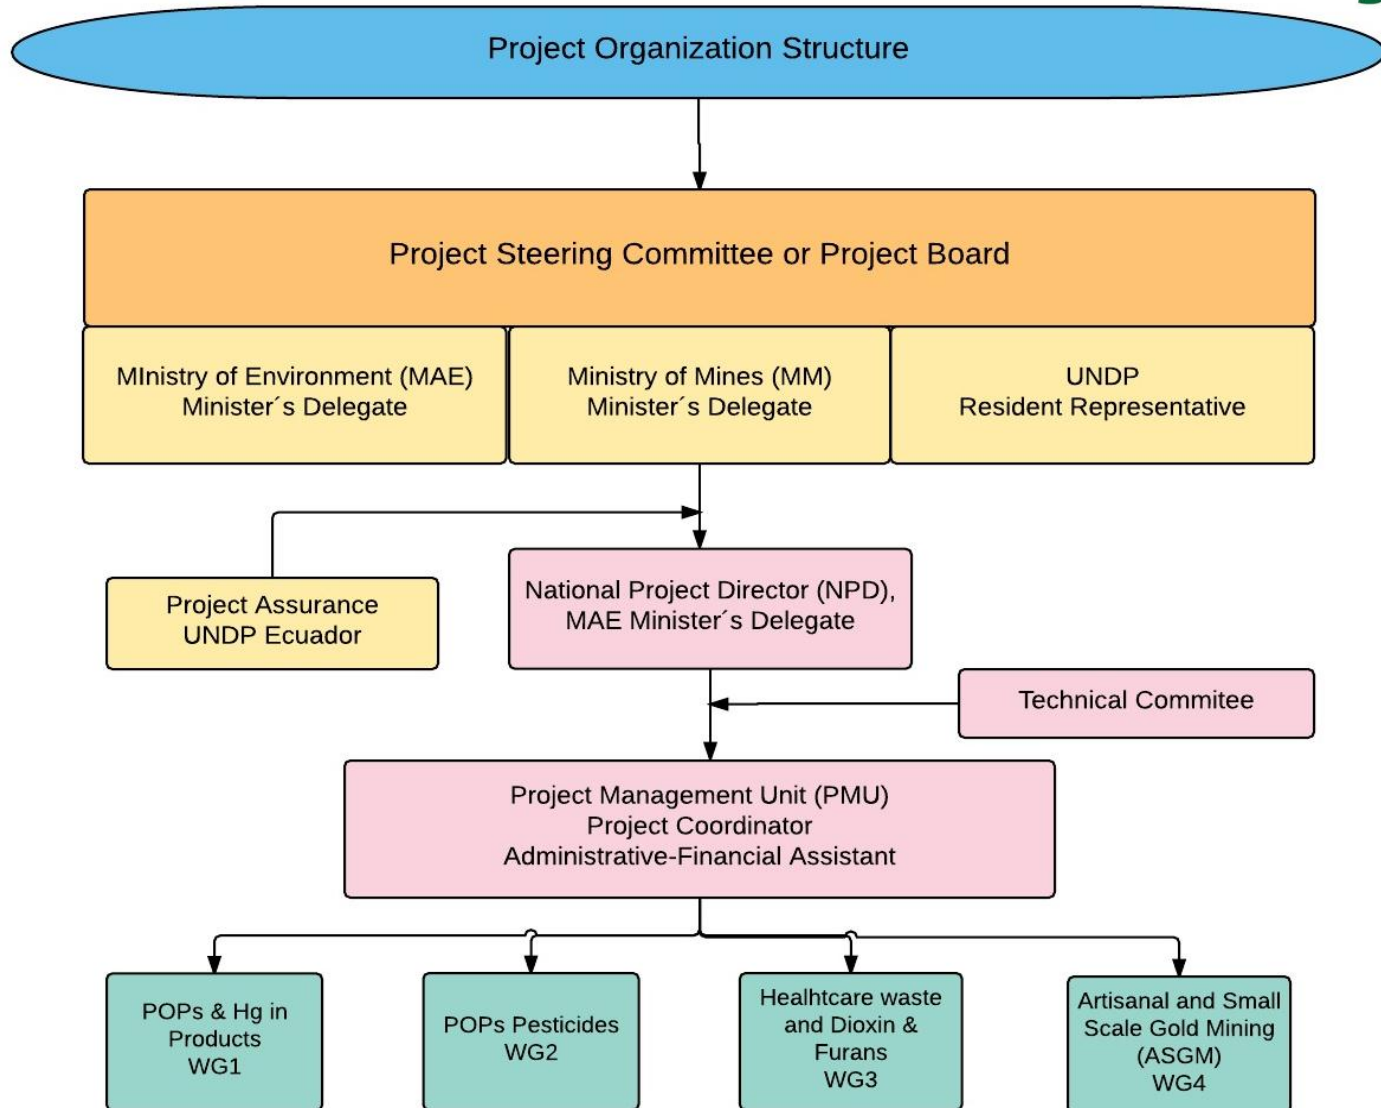 Project Organization Structure
Project Steering Committee or Project Board
MInistry of Environment (MAE)
Minister´s Delegate
Ministry of Mines (MM)
Minister´s Delegate
UNDP
Resident Representative
Project Assurance
UNDP Ecuador
National Project Director (NPD),
MAE Minister´s Delegate
Technical Commitee
Project Management Unit (PMU)
Project Coordinator
Administrative-Financial Assistant
POPs & Hg in
Products
WG1
POPs Pesticides
WG2
Healhtcare waste
and Dioxin &
Furans
WG3
Artisanal and Small
Scale Gold Mining
(ASGM)
WG4